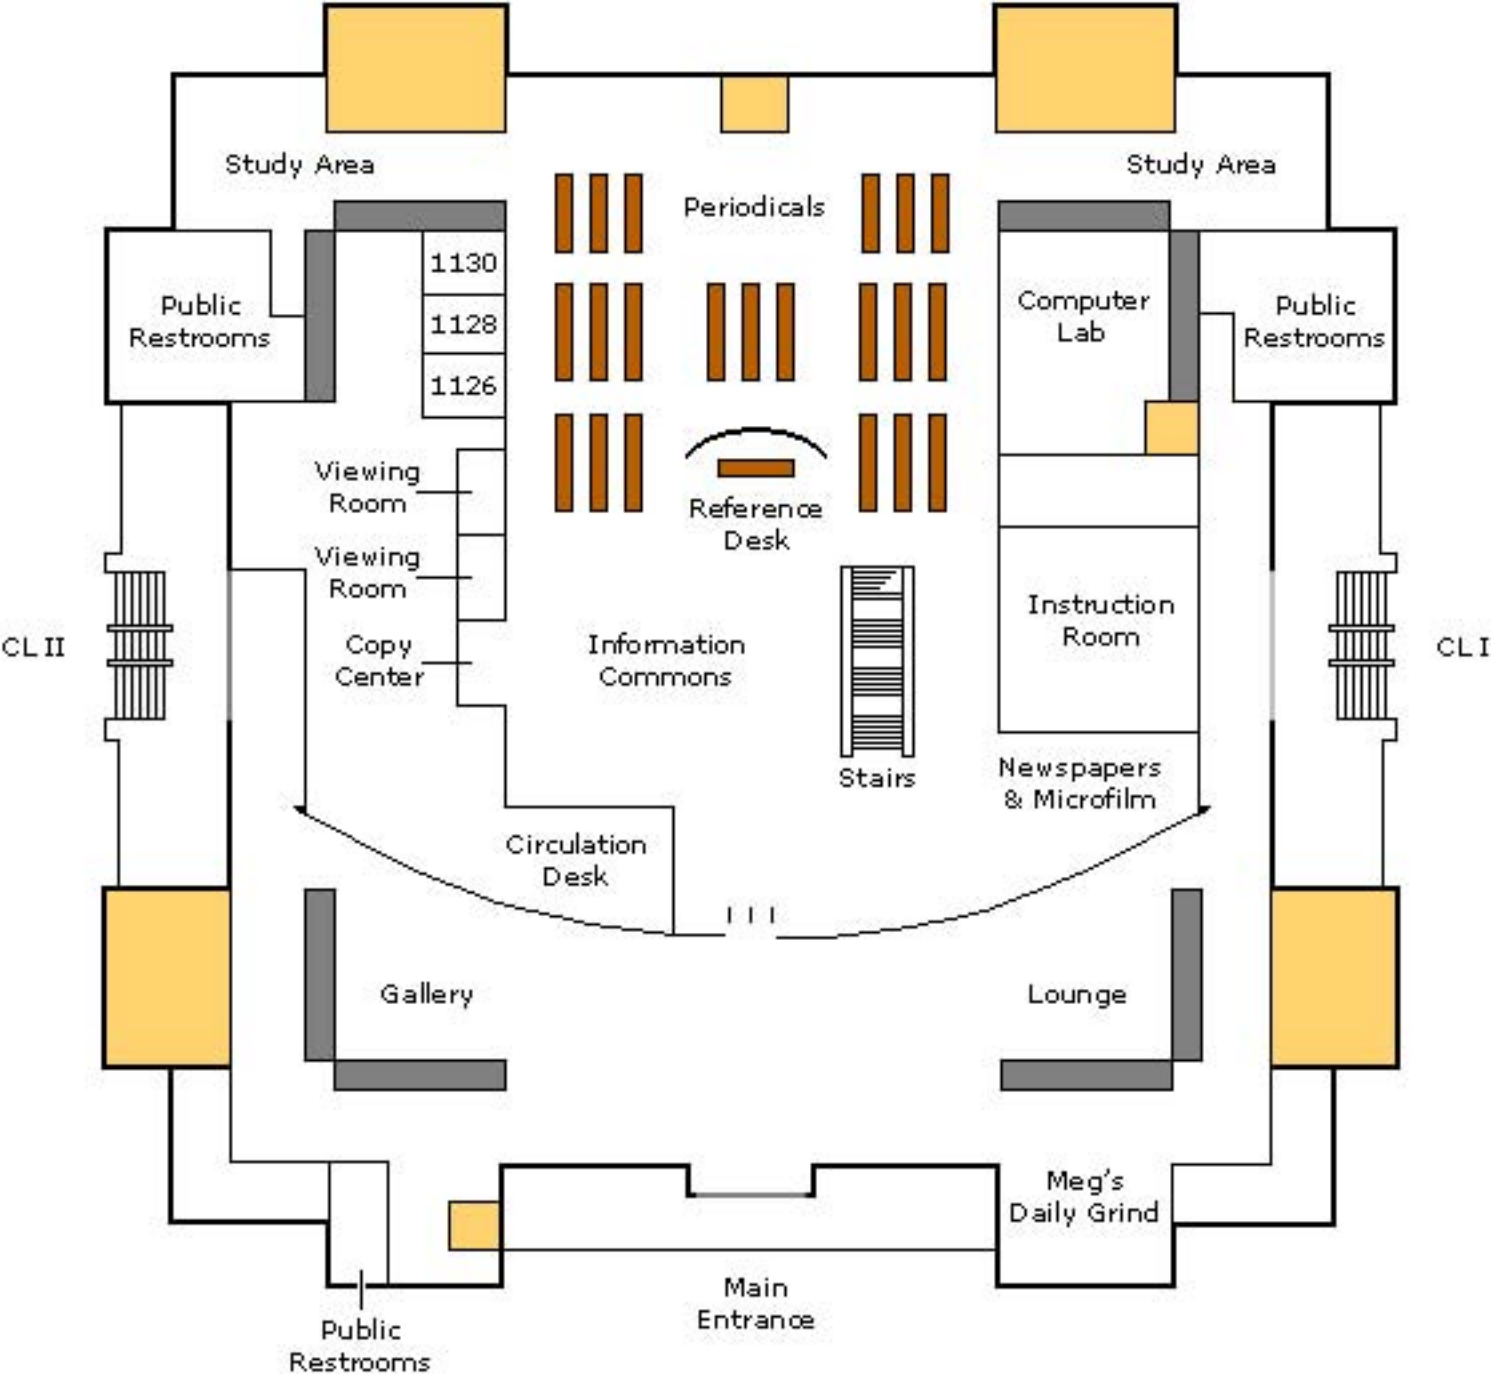 Study Area
Study Area
Periodicals
1130
Public
Restrooms
1128
Computer
Lab
Public
Restrooms
1126
Viewing
Room
Reference
Desk
Viewing
Room
Instruction
Room
CL II
Copy
Center
Information
Commons
CL I
Stairs
Newspapers
& Microfilm
Circulation
Desk
Gallery
Lounge
Meg's
Daily Grind
Main
Entrance
Public
Restrooms